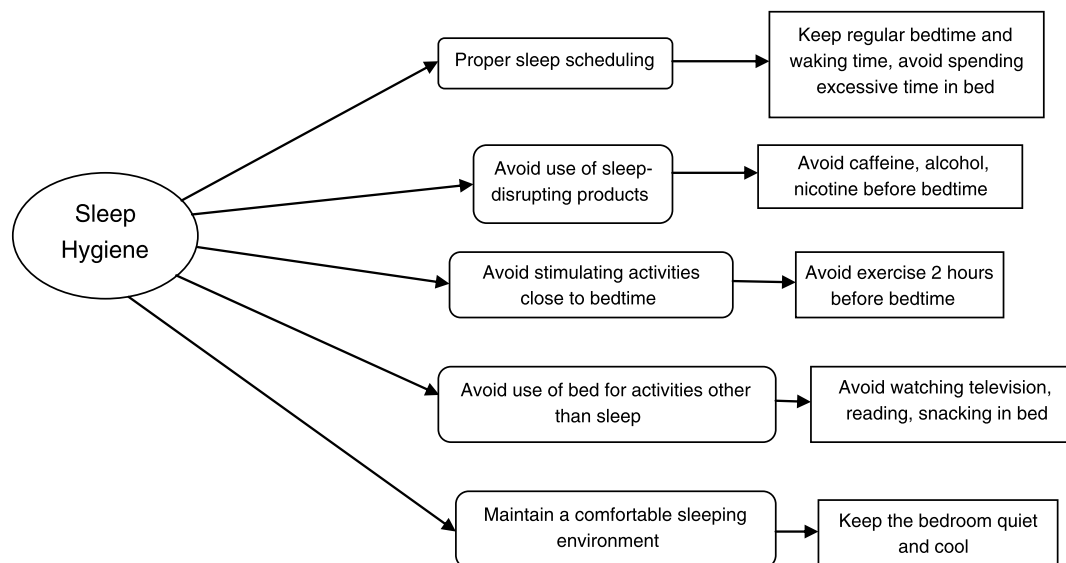 Sleep
Hygiene
Proper sleep scheduling
Keep regular bedtime and
waking time, avoid spending
excessive time in bed
Avoid use of sleep-
disrupting products
Avoid caffeine, alcohol,
nicotine before bedtime
Avoid stimulating activities
close to bedtime
Avoid exercise 2 hours
before bedtime
Avoid use of bed for activities other
than sleep
Avoid watching television,
reading, snacking in bed
Maintain a comfortable sleeping
environment
Keep the bedroom quiet
and cool